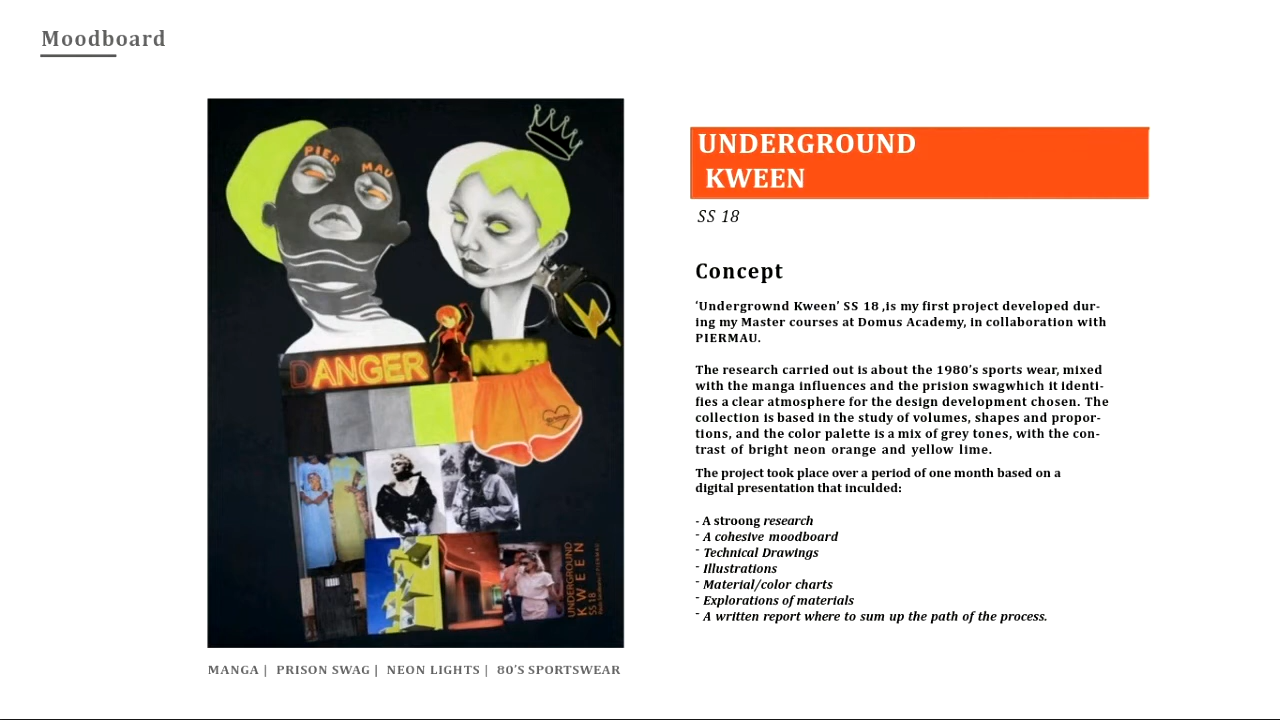 Moodboard
PIER MAU
DANGER NOW
UNDERGROUND
KWEEN
SS 18
MANGA | PRISON SWAG | NEON LIGHTS | 80'S SPORTSWEAR
UNDERGROUND
KWEEN
SS 18
Concept
‘Undergrownd Kween’ SS 18 ,is my first project developed dur-
ing my Master courses at Domus Academy, in collaboration with
PIERMAU.
The research carried out is about the 1980’s sports wear, mixed
with the manga influences and the prision swagwhich it identi-
fies a clear atmosphere for the design development chosen. The
collection is based in the study of volumes, shapes and propor-
tions, and the color palette is a mix of grey tones, with the con-
trast of bright neon orange and yellow lime.
The project took place over a period of one month based on a
digital presentation that inculded:
- A stroong research
- A cohesive moodboard
- Technical Drawings
- Illustrations
- Material/color charts
- Explorations of materials
- A written report where to sum up the path of the process.